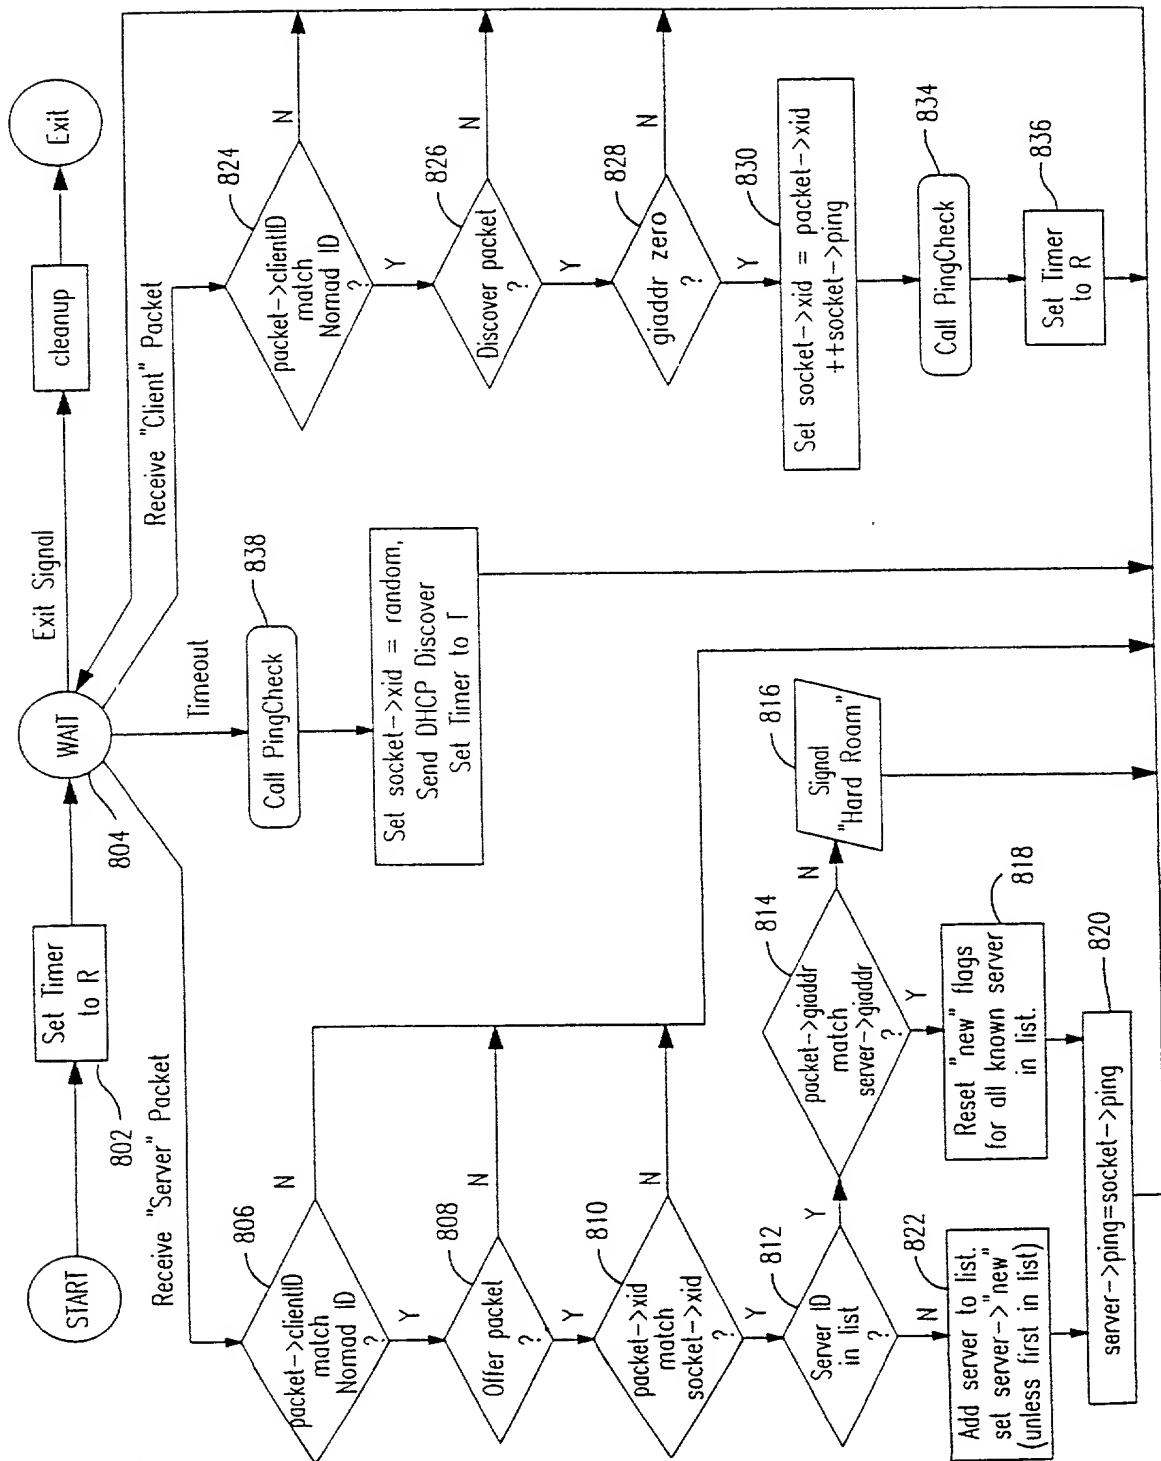 START
Set Timer
to R
802
WAIT
804
Exit Signal
cleanup
Exit
Receive "Server" Packet
Timeout
Receive "Client" Packet
packet->clientID
match
Nomad ID
?
806
N
Y
Offer packet
?
808
N
Y
packet->xid
match
socket->xid
?
810
N
Y
Server ID
in list
?
812
Y
N
822
Add server to list.
set server->"new"
(unless first in list)
packet->giaddr
match
server->giaddr
?
814
N
Y
Signal
"Hard Roam"
816
Reset "new" flags
for all known server
in list.
818
server->ping=socket->ping
820
Call PingCheck
838
Set socket->xid = random,
Send DHCP Discover
Set Timer to T
packet->clientID
match
Nomad ID
?
824
N
Y
Discover packet
?
826
N
Y
giaddr zero
?
828
N
Y
Set socket->xid = packet->xid
++socket->ping
830
Call PingCheck
834
Set Timer
to R
836